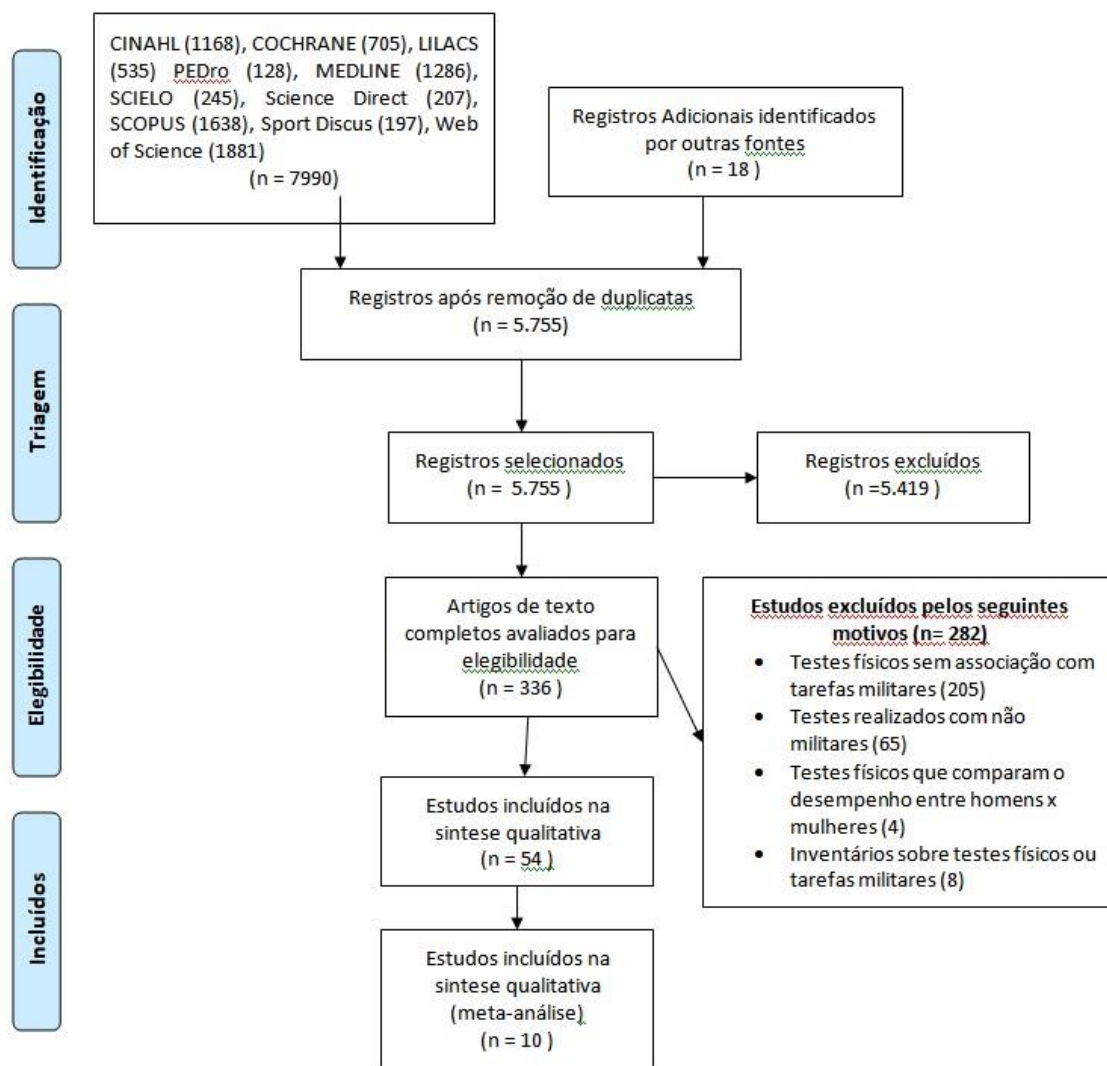 Identificação
CINAHL (1168), COCHRANE (705), LILACS
(535) PEDro (128), MEDLINE (1286),
SCIELO (245), Science Direct (207),
SCOPUS (1638), Sport Discus (197), Web
of Science (1881)
(n = 7990)
Registros Adicionais identificados
por outras fontes
(n = 18 )
Registros após remoção de duplicatas
(n = 5.755)
Triagem
Registros selecionados
(n =  5.755 )
Registros excluídos
(n =5.419 )
Elegibilidade
Artigos de texto
completos avaliados para
elegibilidade
(n = 336 )
Estudos excluídos pelos seguintes
motivos (n= 282)
• Testes físicos sem associação com
tarefas militares (205)
• Testes realizados com não
militares (65)
• Testes físicos que comparam o
desempenho entre homens x
mulheres (4)
• Inventários sobre testes físicos ou
tarefas militares (8)
Incluídos
Estudos incluídos na
sintese qualitativa
(n = 54 )
Estudos incluídos na
sintese qualitativa
(meta-análise)
(n = 10 )